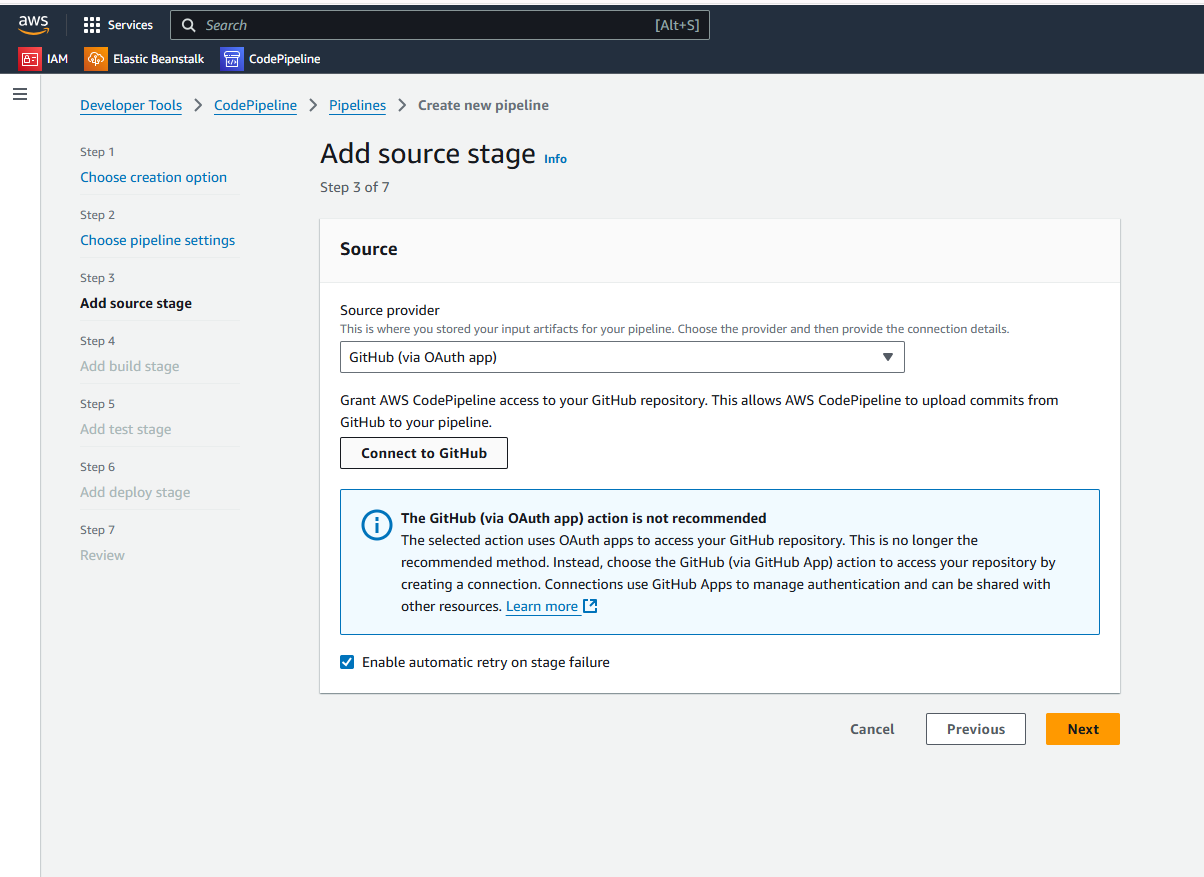 aws
Services
Search
[Alt+S]
IAM
Elastic Beanstalk
CodePipeline
Developer Tools > CodePipeline > Pipelines > Create new pipeline
Step 1
Choose creation option
Step 2
Choose pipeline settings
Step 3
Add source stage
Step 4
Add build stage
Step 5
Add test stage
Step 6
Add deploy stage
Step 7
Review
Add source stage Info
Step 3 of 7
Source
Source provider
This is where you stored your input artifacts for your pipeline. Choose the provider and then provide the connection details.
GitHub (via OAuth app)
Grant AWS CodePipeline access to your GitHub repository. This allows AWS CodePipeline to upload commits from
GitHub to your pipeline.
Connect to GitHub
The GitHub (via OAuth app) action is not recommended
The selected action uses OAuth apps to access your GitHub repository. This is no longer the
recommended method. Instead, choose the GitHub (via GitHub App) action to access your repository by
creating a connection. Connections use GitHub Apps to manage authentication and can be shared with
other resources. Learn more
Enable automatic retry on stage failure
Cancel
Previous
Next